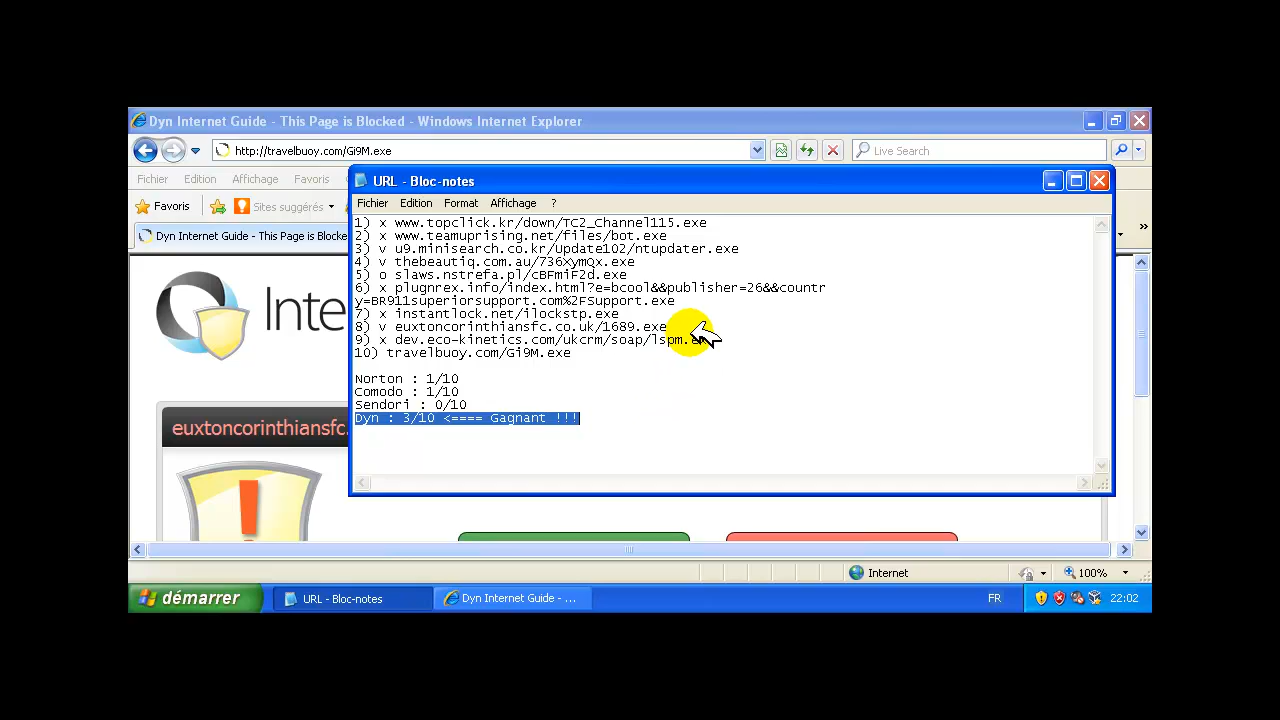 Dyn Internet Guide - This Page is Blocked - Windows Internet Explorer
http://travelbuoy.com/Gi9M.exe
Live Search
Fichier Edition Affichage Favoris
Favoris Sites suggérés
Dyn Internet Guide - This Page is Blocke
»
Inte
euxtoncorinthiansfc.
URL - Bloc-notes
Fichier Edition Format Affichage ?
1) x www.topclick.kr/down/TC2_Channel115.exe
2) x www.teamuprising.net/files/bot.exe
3) v 9.minisearch.co.kr/Update102/ntupdater.exe
4) v thebeautiq.com.au/736xymqx.exe
5) o slaws.nstrefa.pl/cBFmiF2d.exe
6) x plugnrex.info/index.html?e=bcool&&publisher=26&&countr
y=BR911superiorsupport.com%2Fsupport.exe
7) x instantlock.net/ilockstp.exe
8) v euxtoncorinthiansfc.co.uk/1689.exe
9) x dev.epo-kinetics.com/ukcrm/soap/lspm.ex
10) travelbuoy.com/Gi9M.exe
Norton : 1/10
Comodo : 1/10
Sendori : 0/10
Dyn : 3/10 <==== Gagnant !!!
Internet 100%
démarrer URL - Bloc-notes Dyn Internet Guide - ... FR 22:02